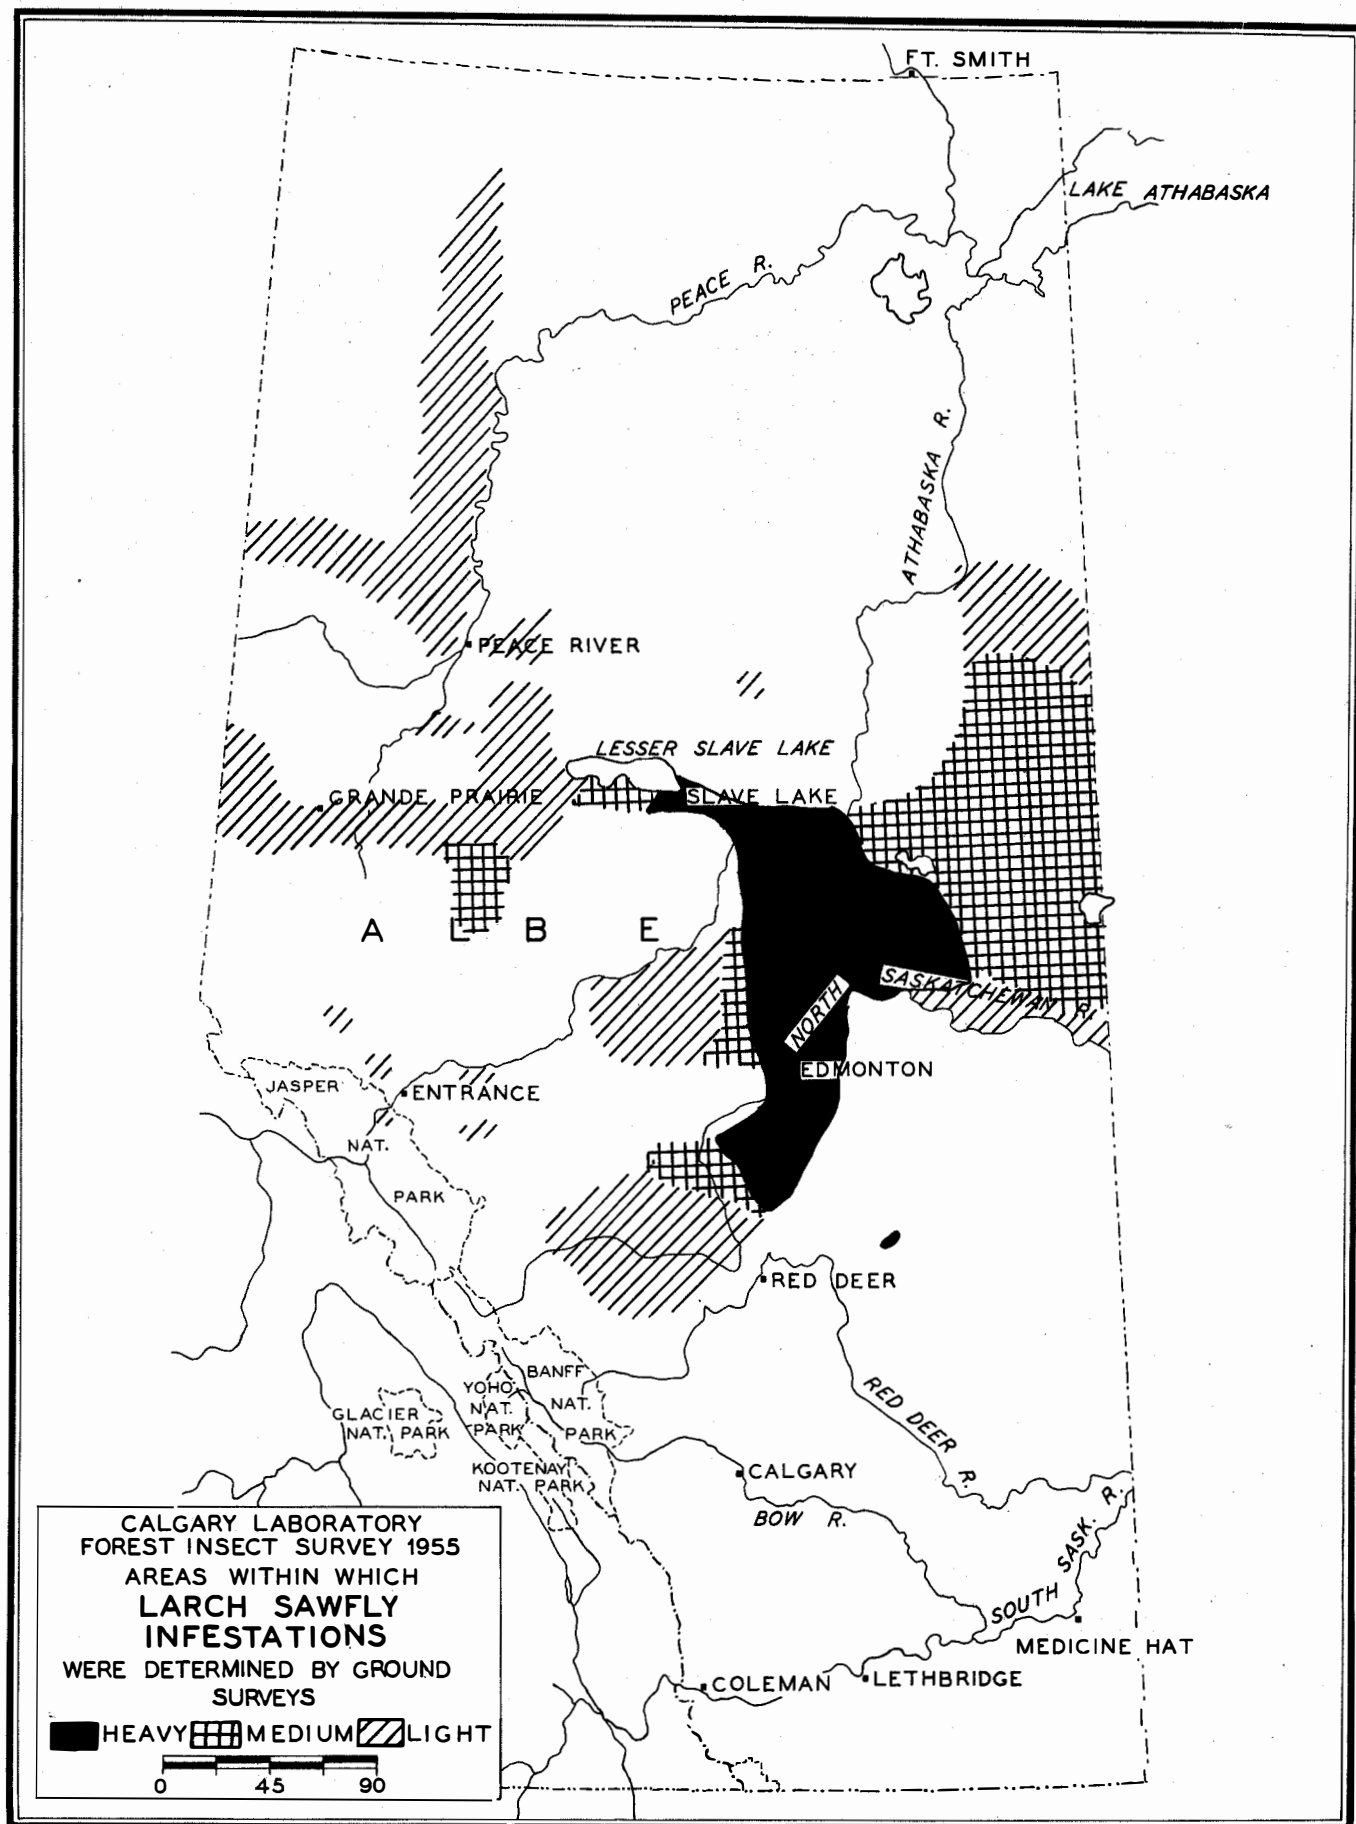 FT. SMITH
LAKE ATHABASKA
PEACE R.
ATHABASKA R.
PEACE RIVER
LESSER SLAVE LAKE
GRANDE PRAIRIE
SLAVE LAKE
A L B E
SASKATCHEWAN R.
NORTH
EDMONTON
JASPER
NAT.
PARK
ENTRANCE
RED DEER
BANFF
NAT.
PARK
YOHO
NAT.
PARK
GLACIER
NAT. PARK
KOOTENAY
NAT. PARK
RED DEER R.
CALGARY
BOW R.
SOUTH SASK. R.
MEDICINE HAT
COLEMAN
LETHBRIDGE
CALGARY LABORATORY
FOREST INSECT SURVEY 1955
AREAS WITHIN WHICH
LARCH SAWFLY
INFESTATIONS
WERE DETERMINED BY GROUND
SURVEYS
HEAVY MEDIUM LIGHT
0 45 90